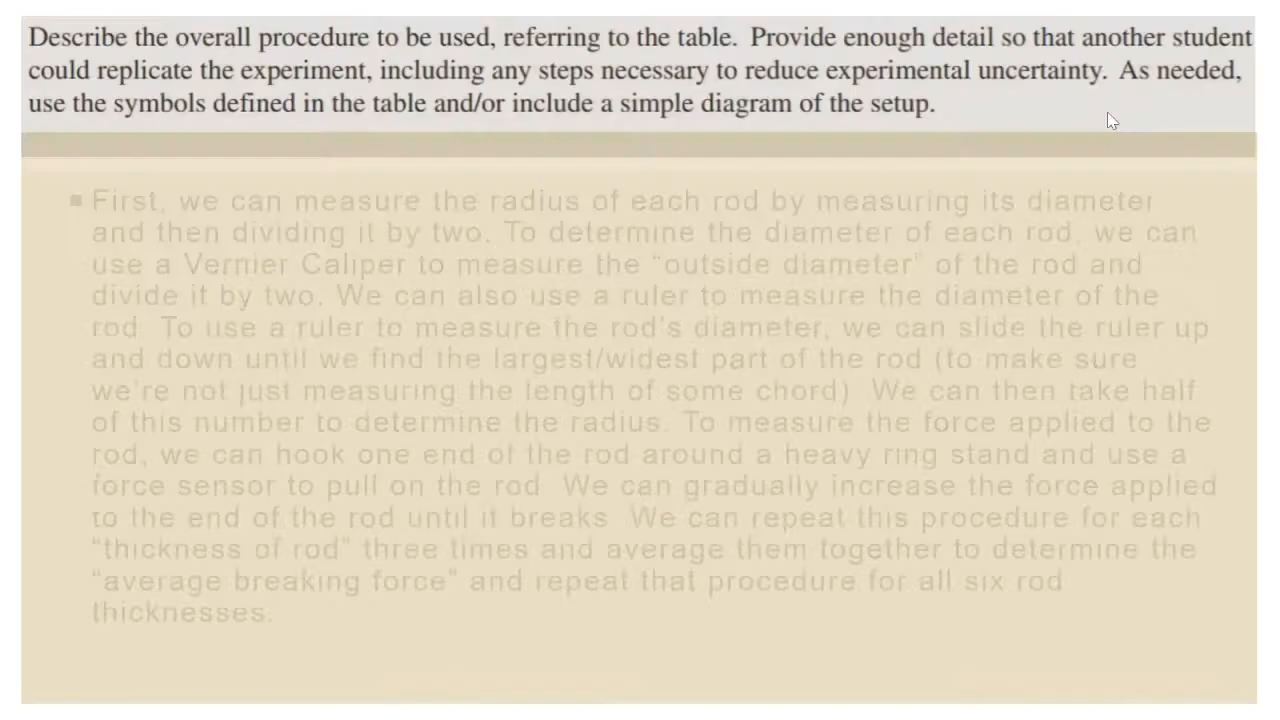 Describe the overall procedure to be used, referring to the table. Provide enough detail so that another student
could replicate the experiment, including any steps necessary to reduce experimental uncertainty. As needed,
use the symbols defined in the table and/or include a simple diagram of the setup.
▪ First, we can measure the radius of each rod by measuring its diameter
and then dividing it by two. To determine the diameter of each rod, we can
use a Vernier Caliper to measure the “outside diameter” of the rod and
divide it by two. We can also use a ruler to measure the diameter of the
rod. To use a ruler to measure the rod’s diameter, we can slide the ruler up
and down until we find the largest/widest part of the rod (to make sure
we’re not just measuring the length of some chord). We can then take half
of this number to determine the radius. To measure the force applied to the
rod, we can hook one end of the rod around a heavy ring stand and use a
force sensor to pull on the rod. We can gradually increase the force applied
to the end of the rod until it breaks. We can repeat this procedure for each
“thickness of rod” three times and average them together to determine the
“average breaking force” and repeat that procedure for all six rod
thicknesses.